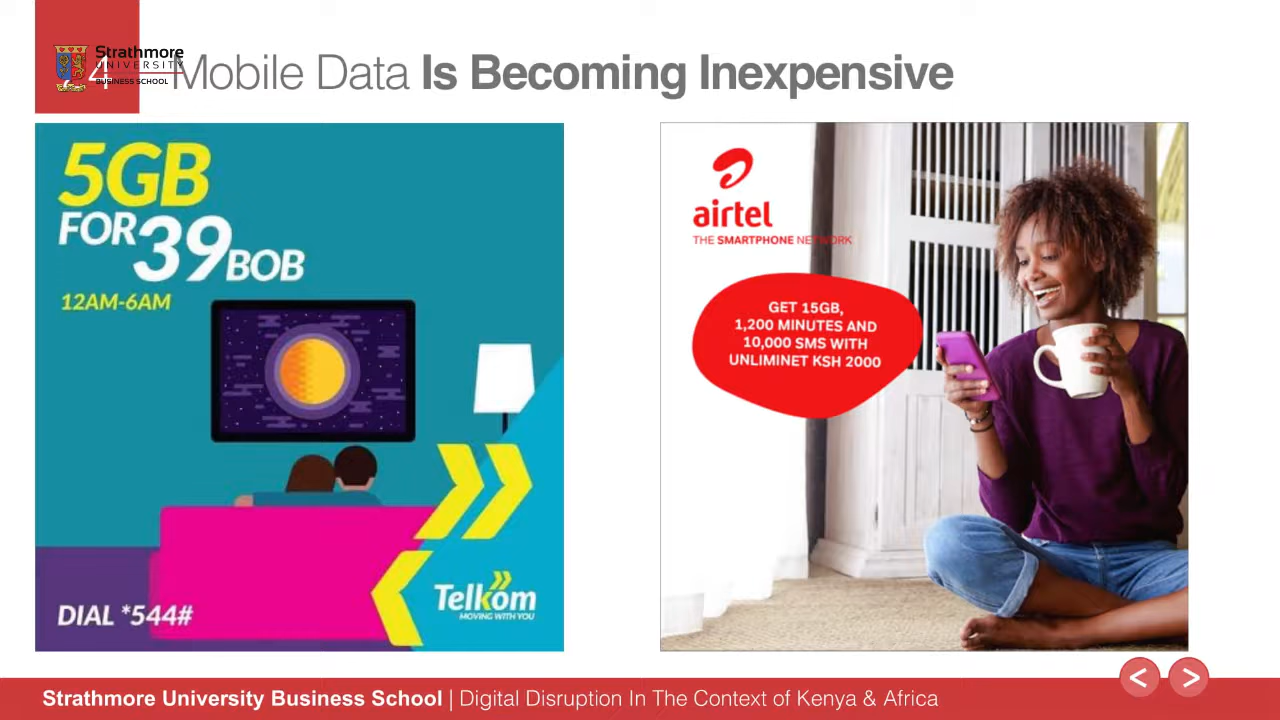 Strathmore
UNIVERSITY
BUSINESS SCHOOL
4
Mobile Data Is Becoming Inexpensive
5GB
FOR 39 BOB
12AM-6AM
DIAL *544#
Telkom
MOVING WITH YOU
airtel
THE SMARTPHONE NETWORK
GET 15GB,
1,200 MINUTES AND
10,000 SMS WITH
UNLIMINET KSH 2000
< >
Strathmore University Business School | Digital Disruption In The Context of Kenya & Africa